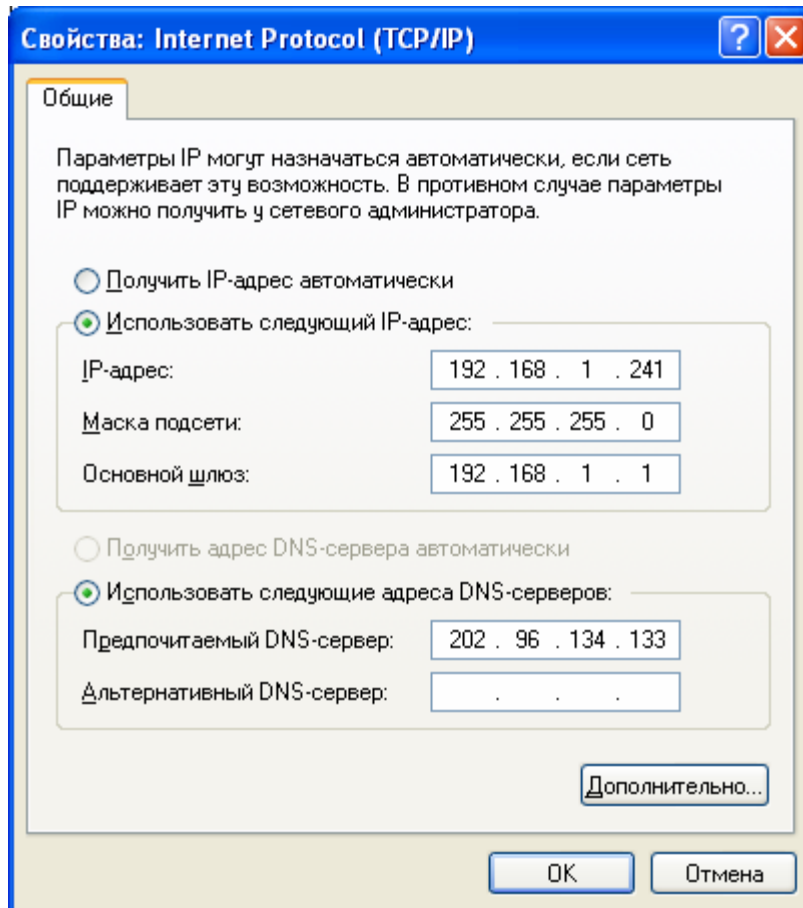 Свойства: Internet Protocol (TCP/IP)
Общие
Параметры IP могут назначаться автоматически, если сеть
поддерживает эту возможность. В противном случае параметры
IP можно получить у сетевого администратора.
Получить IP-адрес автоматически
Использовать следующий IP-адрес:
IP-адрес: 192 . 168 . 1 . 241
Маска подсети: 255 . 255 . 255 . 0
Основной шлюз: 192 . 168 . 1 . 1
Получить адрес DNS-сервера автоматически
Использовать следующие адреса DNS-серверов:
Предпочитаемый DNS-сервер: 202 . 96 . 134 . 133
Альтернативный DNS-сервер: . . .
Дополнительно...
OK Отмена